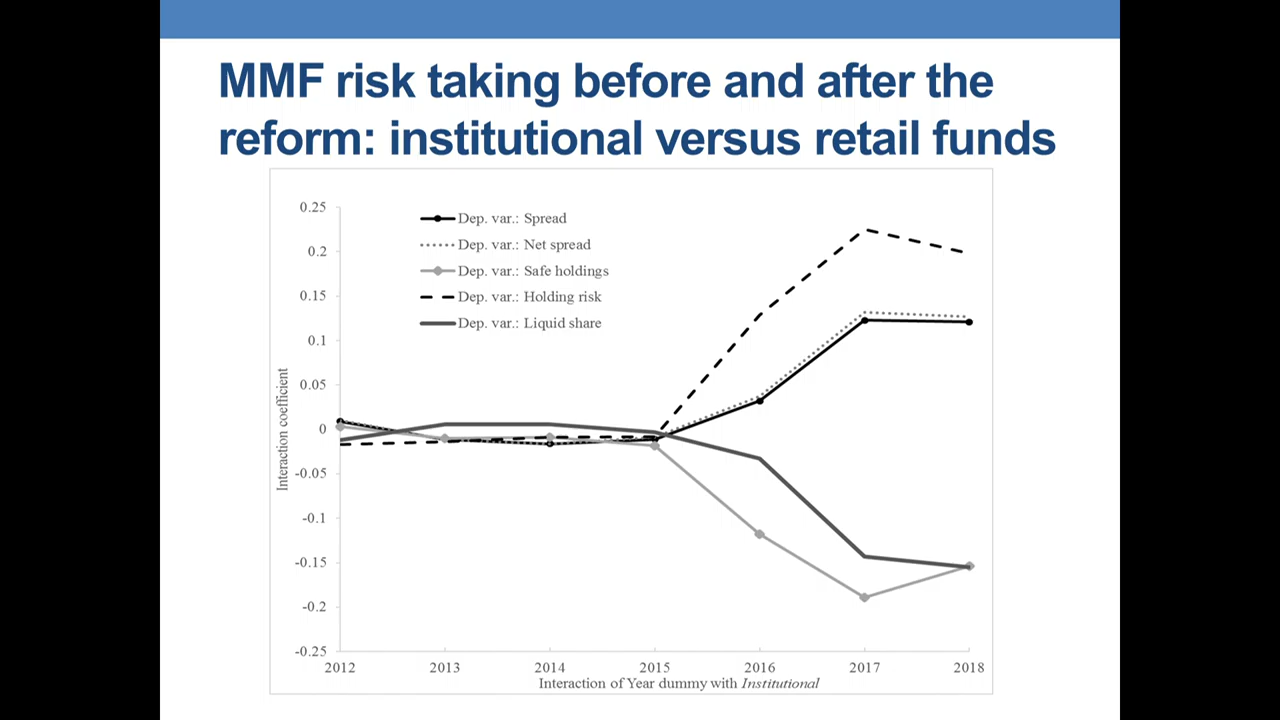 MMF risk taking before and after the
reform: institutional versus retail funds
0.25
0.2
0.15
0.1
0.05
0
-0.05
-0.1
-0.15
-0.2
-0.25
Interaction coefficient
Dep. var.: Spread
Dep. var.: Net spread
Dep. var.: Safe holdings
Dep. var.: Holding risk
Dep. var.: Liquid share
2012 2013 2014 2015 2016 2017 2018
Interaction of Year dummy with Institutional